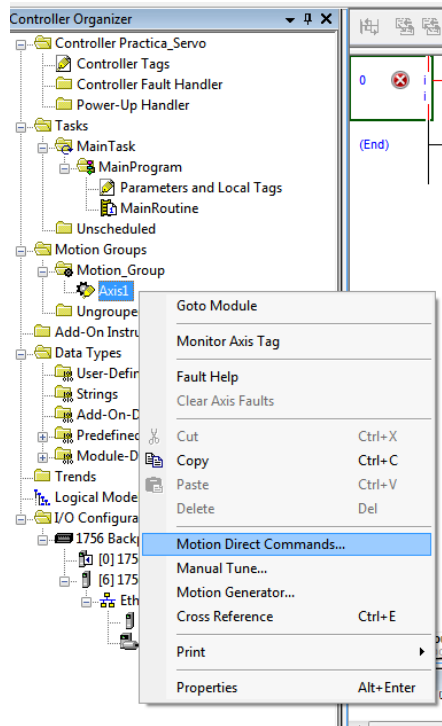 Controller Organizer
Controller Practica_Servo
Controller Tags
Controller Fault Handler
Power-Up Handler
Tasks
MainTask
MainProgram
Parameters and Local Tags
MainRoutine
Unscheduled
Motion Groups
Motion_Group
Axis1
Ungroupe
Add-On Instru
Data Types
User-Defin
Strings
Add-On-D
Predefined
Module-D
Trends
Logical Mode
I/O Configura
1756 Backp
[0] 175
[6] 175
Eth
Goto Module
Monitor Axis Tag
Fault Help
Clear Axis Faults
Cut Ctrl+X
Copy Ctrl+C
Paste Ctrl+V
Delete Del
Motion Direct Commands...
Manual Tune...
Motion Generator...
Cross Reference Ctrl+E
Print
Properties Alt+Enter
0
i
i
(End)